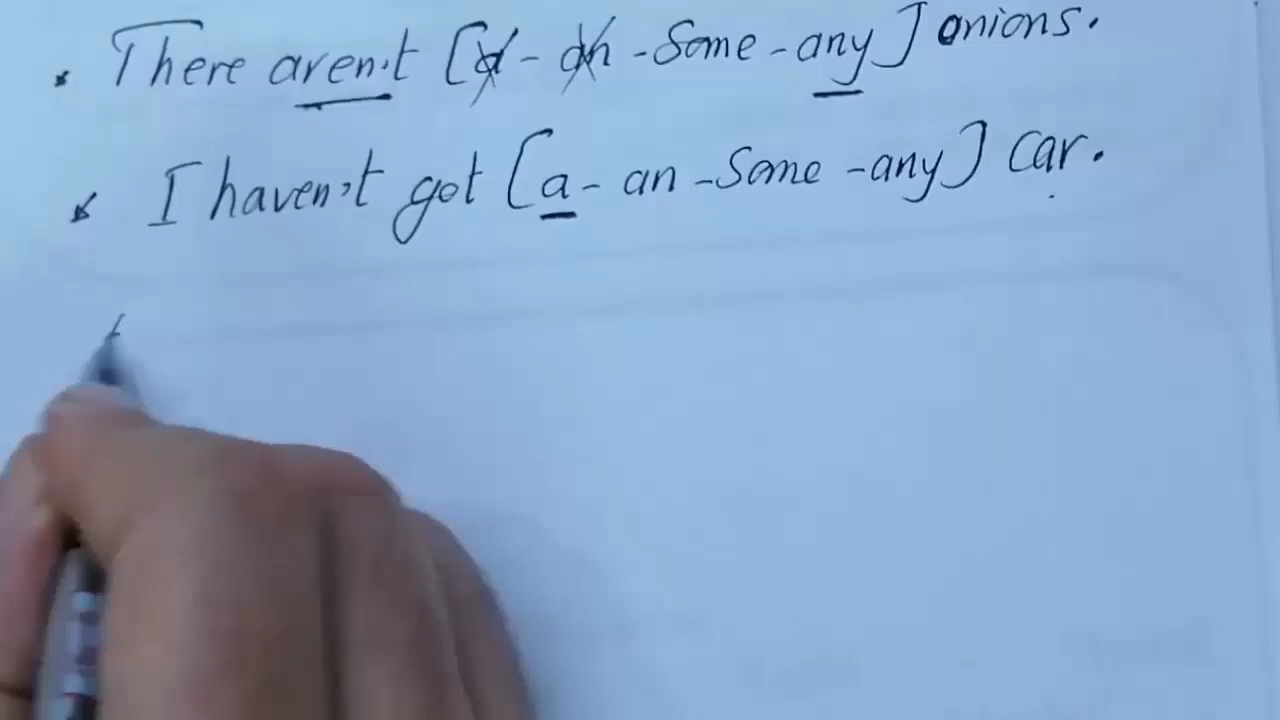 There aren't [a - an - Some - any] onions.
I haven't got [a - an - Some - any] Car.